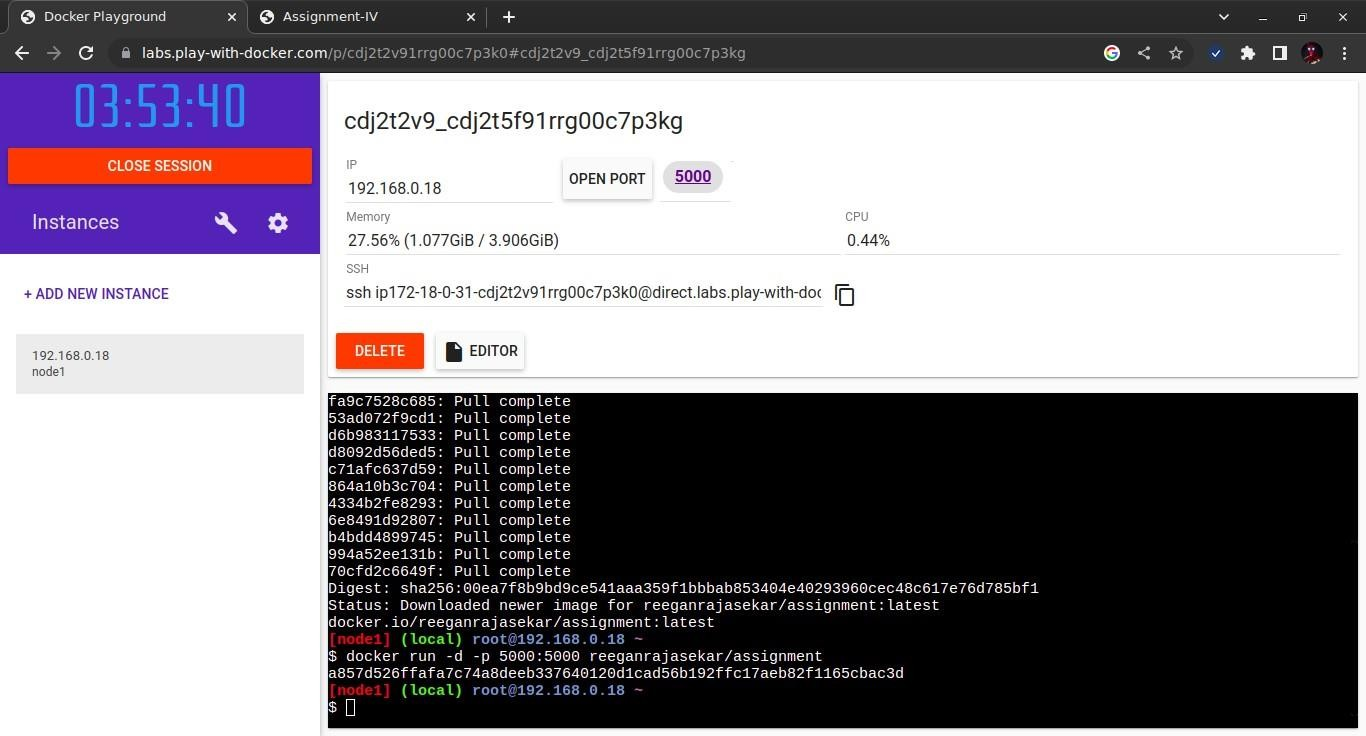 Docker Playground
Assignment-IV
labs.play-with-docker.com/p/cdj2t2v91rrg00c7p3k0#cdj2t2v9_cdj2t5f91rrg00c7p3kg
03:53:40
CLOSE SESSION
Instances
+ ADD NEW INSTANCE
192.168.0.18
node1
cdj2t2v9_cdj2t5f91rrg00c7p3kg
IP
192.168.0.18
OPEN PORT
5000
Memory
27.56% (1.077GiB / 3.906GiB)
CPU
0.44%
SSH
ssh ip172-18-0-31-cdj2t2v91rrg00c7p3k0@direct.labs.play-with-doc
DELETE
EDITOR
fa9c7528c685: Pull complete
53ad072f9cd1: Pull complete
d6b983117533: Pull complete
d8092d56ded5: Pull complete
c71afc637d59: Pull complete
864a10b3c704: Pull complete
4334b2fe8293: Pull complete
6e8491d92807: Pull complete
b4bdd4899745: Pull complete
994a52ee131b: Pull complete
70cfd2c6649f: Pull complete
Digest: sha256:00ea7f8b9bd9ce541aaa359f1bbbab853404e40293960cec48c617e76d785bf1
Status: Downloaded newer image for reeganrajasekar/assignment:latest
docker.io/reeganrajasekar/assignment:latest
[node1] (local) root@192.168.0.18 ~
$ docker run -d -p 5000:5000 reeganrajasekar/assignment
a857d526ffafa7c74a8deeb337640120d1cad56b192ffc17aeb82f1165cbac3d
[node1] (local) root@192.168.0.18 ~
$